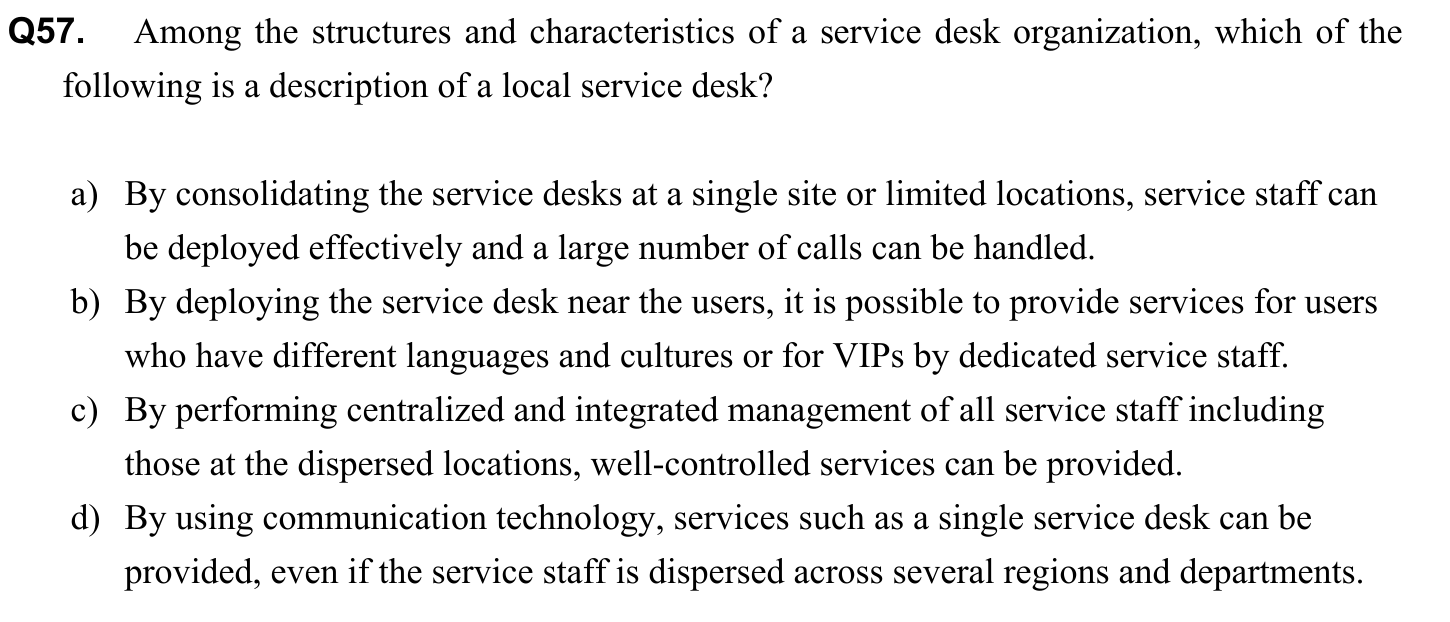 Q57. Among the structures and characteristics of a service desk organization, which of the
following is a description of a local service desk?
a) By consolidating the service desks at a single site or limited locations, service staff can
be deployed effectively and a large number of calls can be handled.
b) By deploying the service desk near the users, it is possible to provide services for users
who have different languages and cultures or for VIPs by dedicated service staff.
c) By performing centralized and integrated management of all service staff including
those at the dispersed locations, well-controlled services can be provided.
d) By using communication technology, services such as a single service desk can be
provided, even if the service staff is dispersed across several regions and departments.